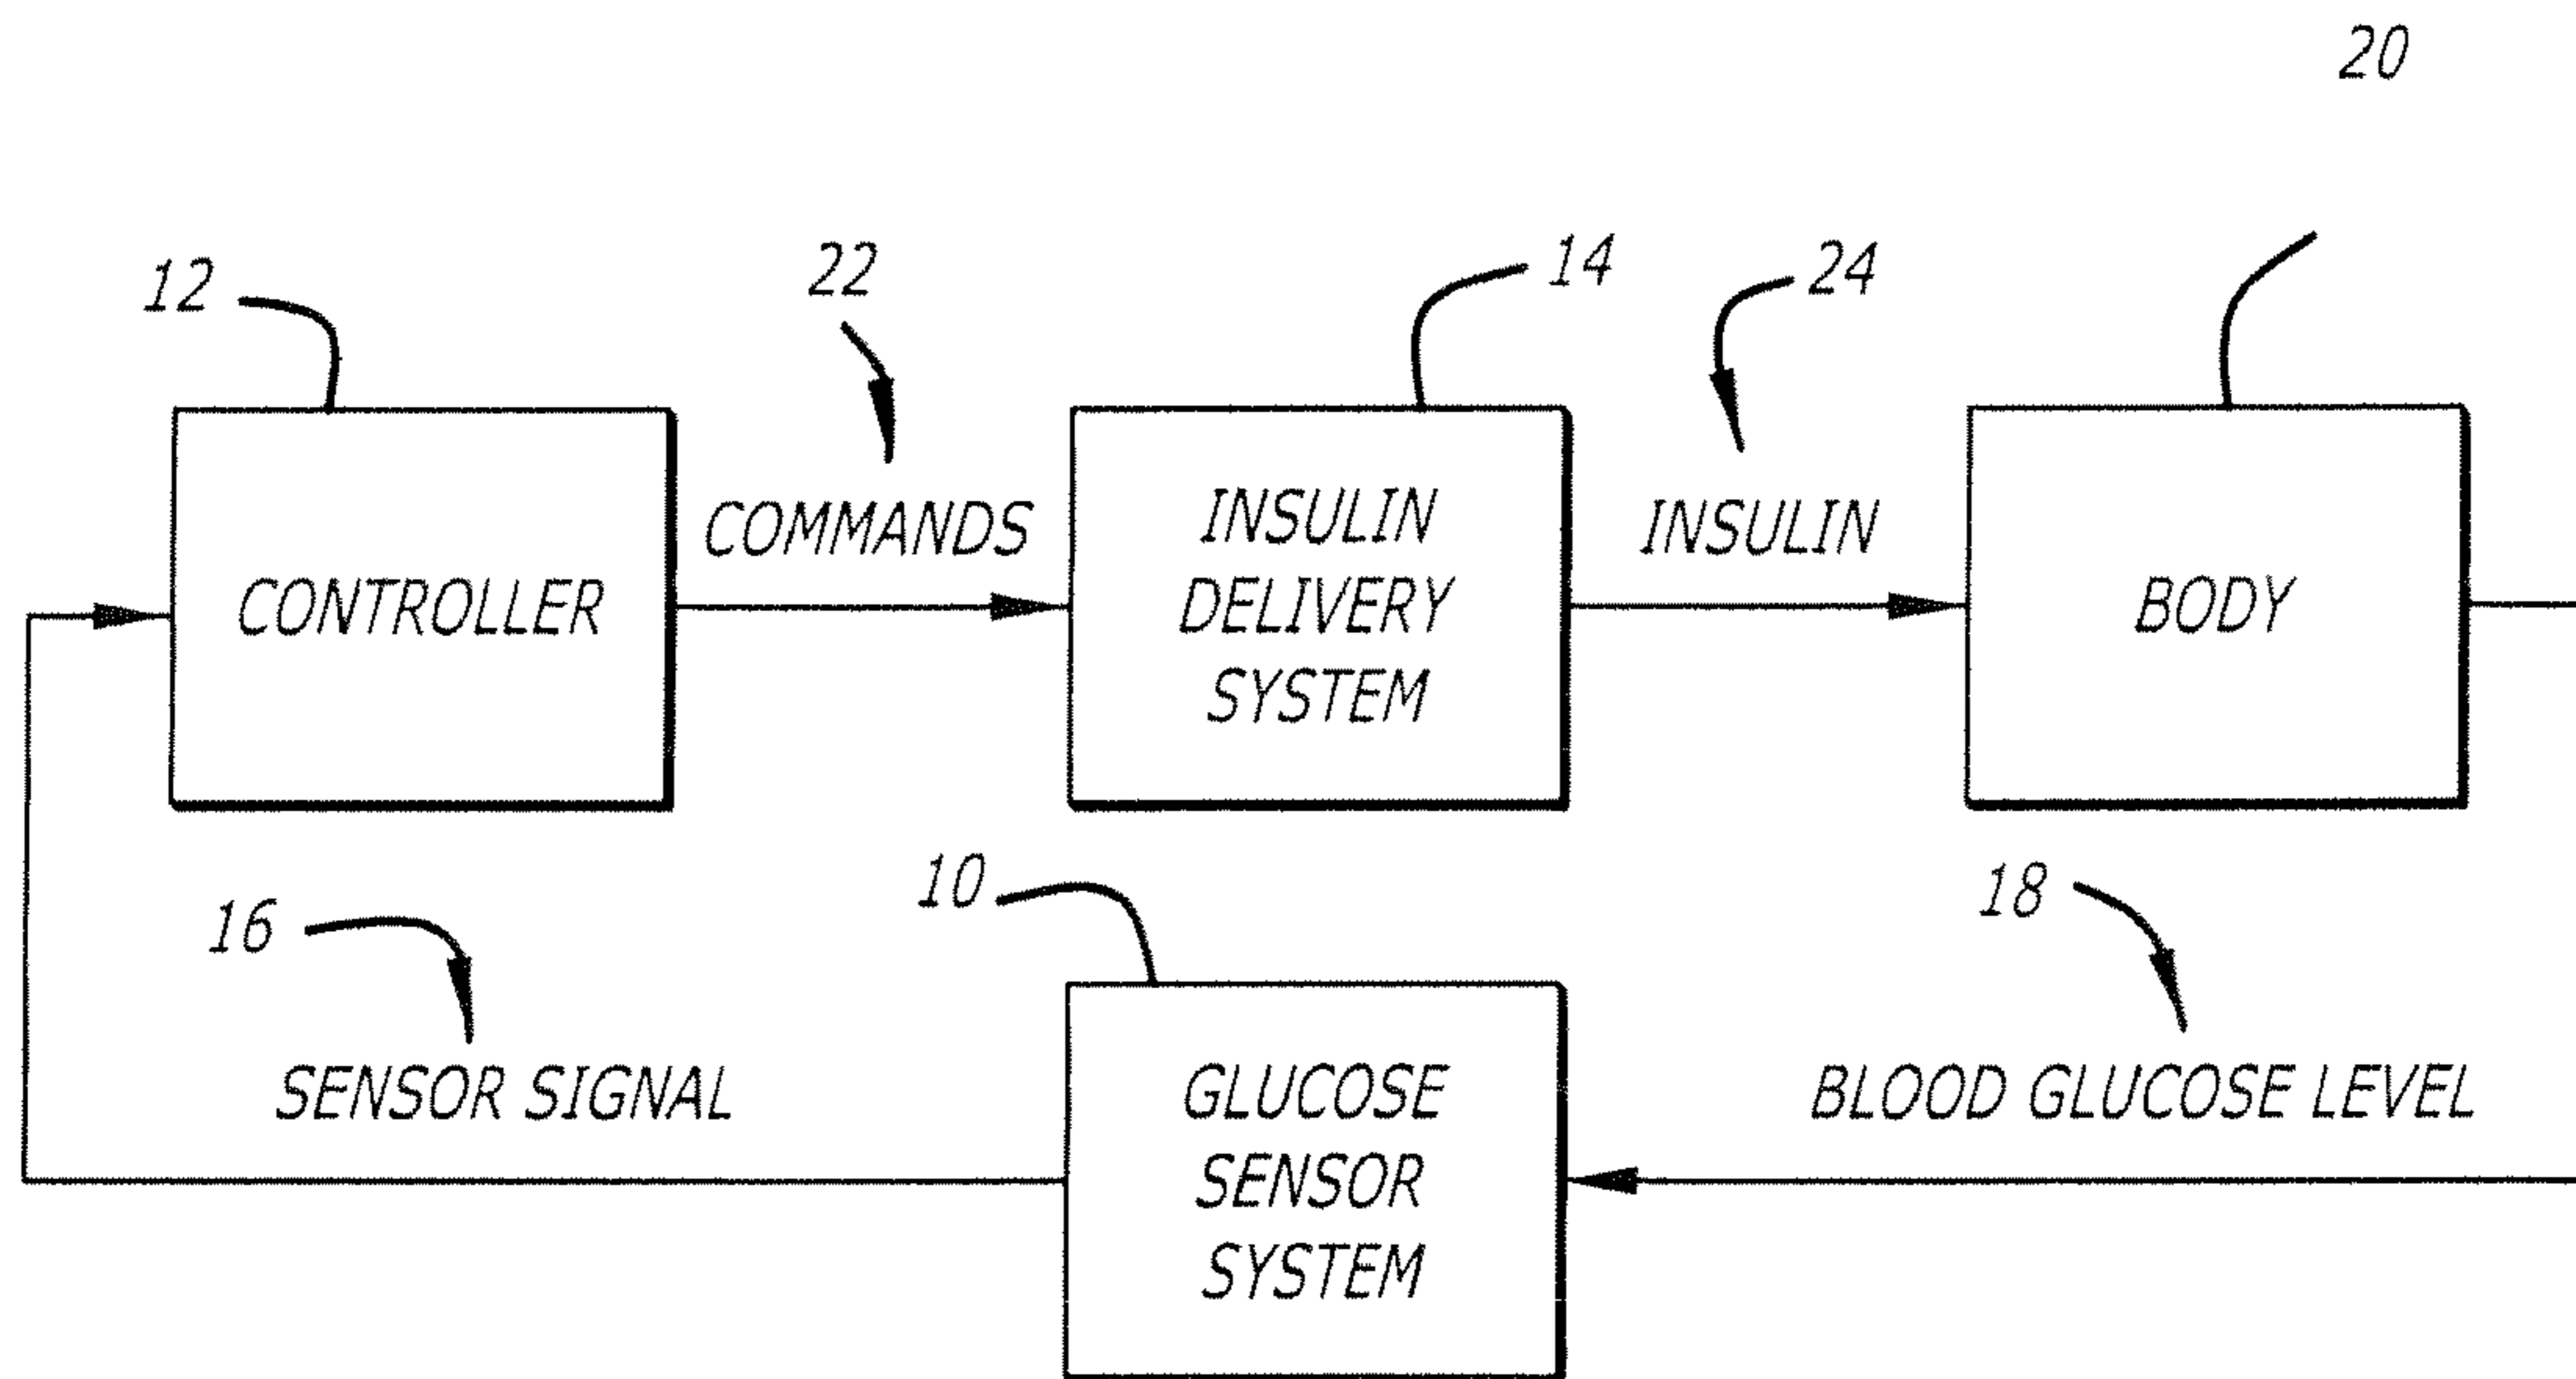 20
12
22
14
24
COMMANDS
INSULIN
DELIVERY
SYSTEM
INSULIN
CONTROLLER
BODY
10
18
16
SENSOR SIGNAL
GLUCOSE
SENSOR
SYSTEM
BLOOD GLUCOSE LEVEL